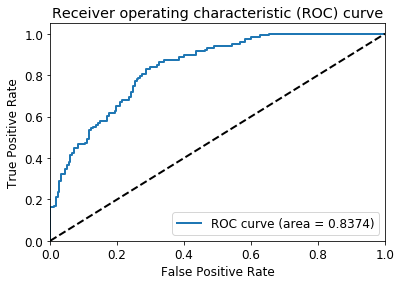 Receiver operating characteristic (ROC) curve
1.0
0.8
0.6
0.4
0.2
0.0
True Positive Rate
ROC curve (area = 0.8374)
0.0 0.2 0.4 0.6 0.8 1.0
False Positive Rate